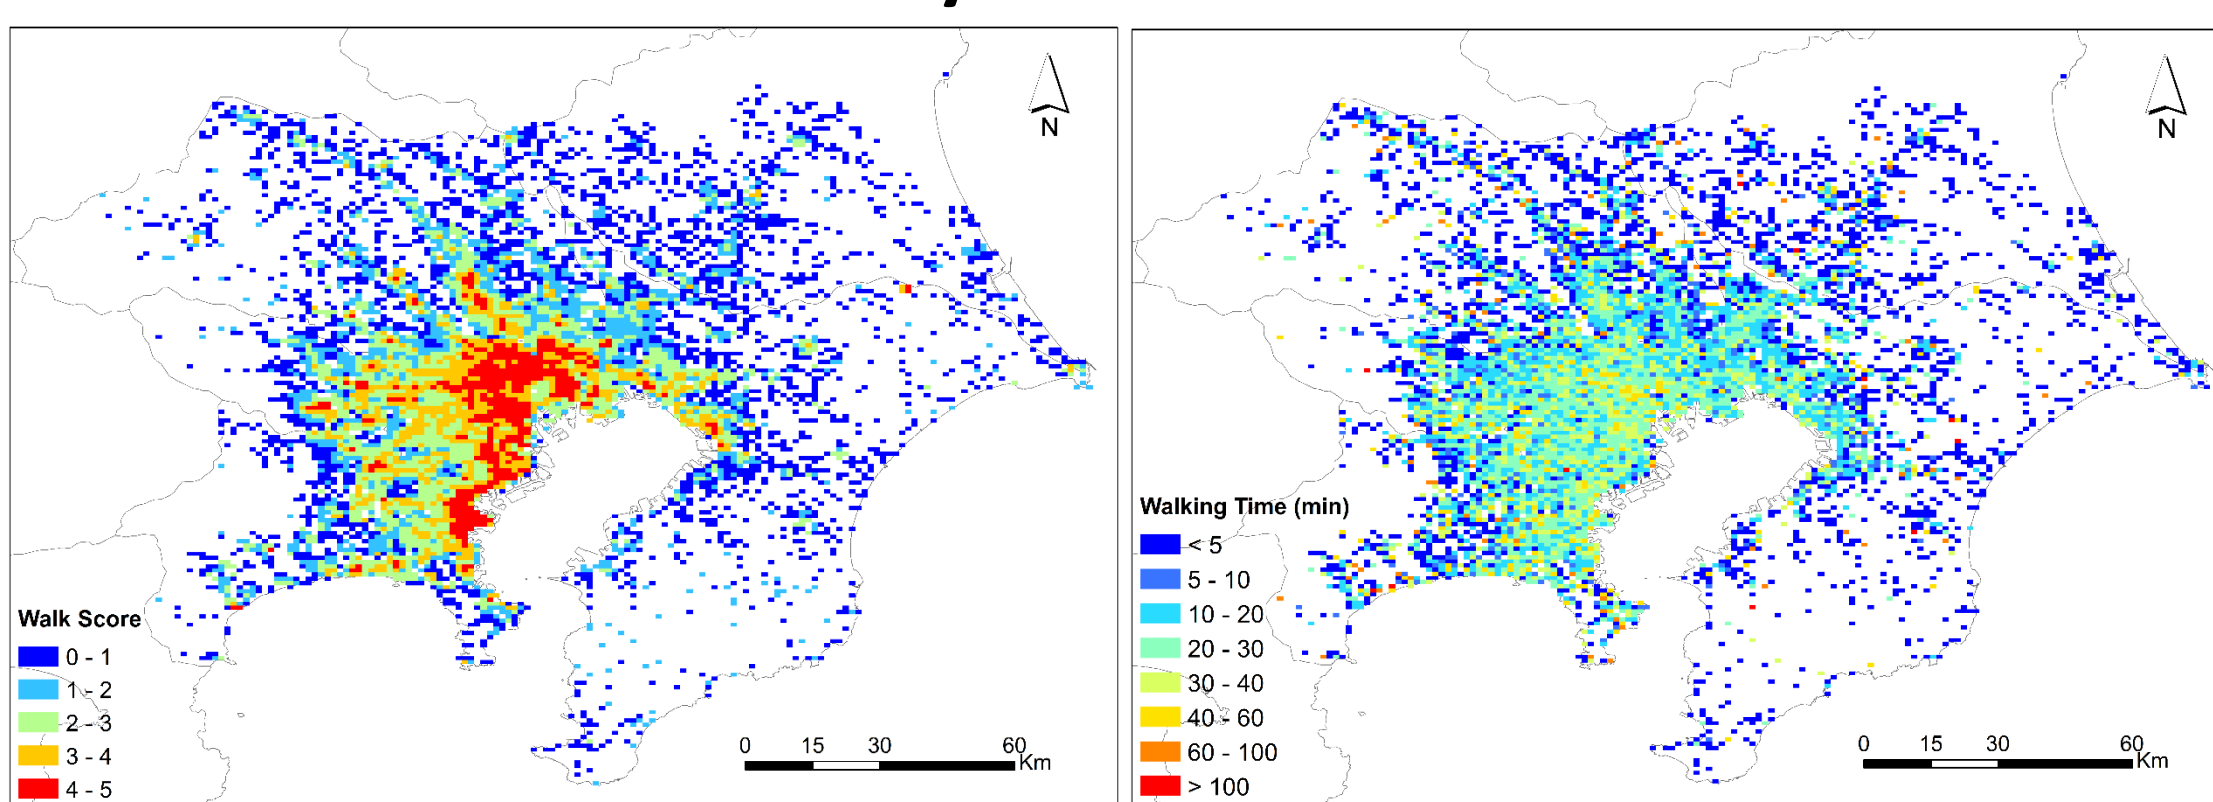 N
Walk Score
0 - 1
1 - 2
2 - 3
3 - 4
4 - 5
0 15 30 60
Km
N
Walking Time (min)
< 5
5 - 10
10 - 20
20 - 30
30 - 40
40 - 60
60 - 100
> 100
0 15 30 60
Km